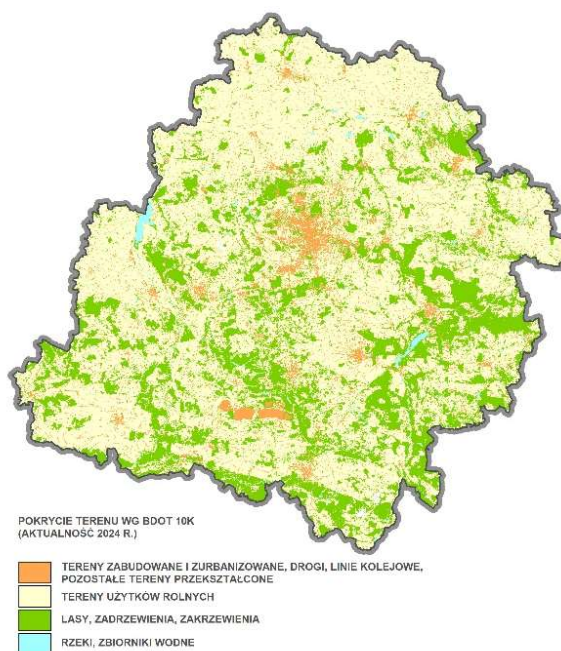 POKRYCIE TERENU WG BDOT 10K
(AKTUALNOŚĆ 2024 R.)
TERENY ZABUDOWANE I ZURBANIZOWANE, DROGI, LINIE KOLEJOWE,
POZOSTAŁE TERENY PRZEKSZTAŁCONE
TERENY UŻYTKÓW ROLNYCH
LASY, ZADRZEWIENIA, ZAKRZEWIENIA
RZEKI, ZBIORNIKI WODNE